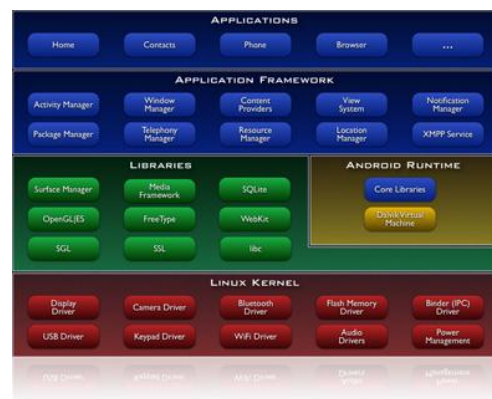 APPLICATIONS
Home Contacts Phone Browser ...
APPLICATION FRAMEWORK
Activity Manager Window Manager Content Providers View System Notification Manager
Package Manager Telephony Manager Resource Manager Location Manager XMPP Service
LIBRARIES
Surface Manager Media Framework SQLite
OpenGL|ES FreeType WebKit
SGL SSL libc
ANDROID RUNTIME
Core Libraries
Dalvik Virtual Machine
LINUX KERNEL
Display Driver Camera Driver Bluetooth Driver Flash Memory Driver Binder (IPC) Driver
USB Driver Keypad Driver WiFi Driver Audio Drivers Power Management